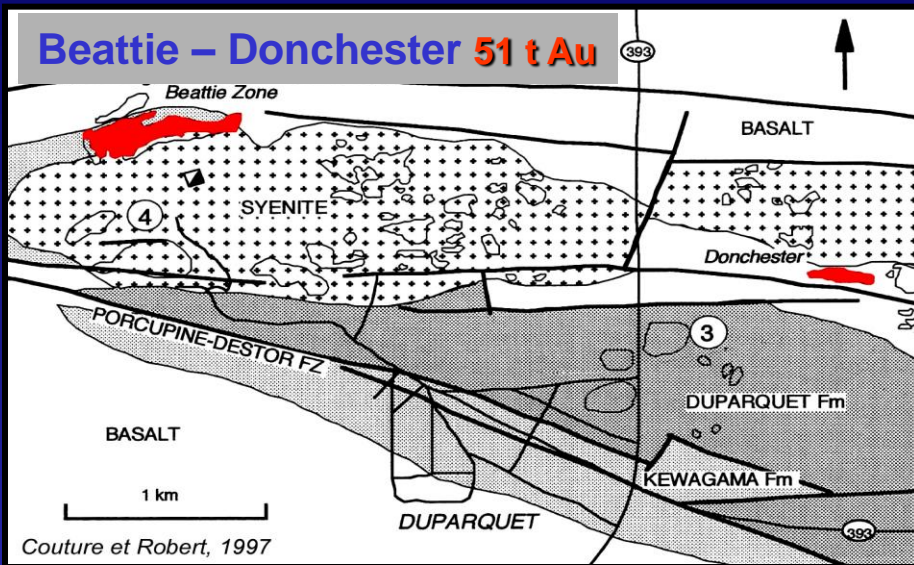 Beattie – Donchester 51 t Au
393
Beattie Zone
BASALT
SYENITE
4
Donchester
3
PORCUPINE-DESTOR FZ
DUPARQUET Fm
BASALT
KEWAGAMA Fm
1 km
DUPARQUET
393
Couture et Robert, 1997